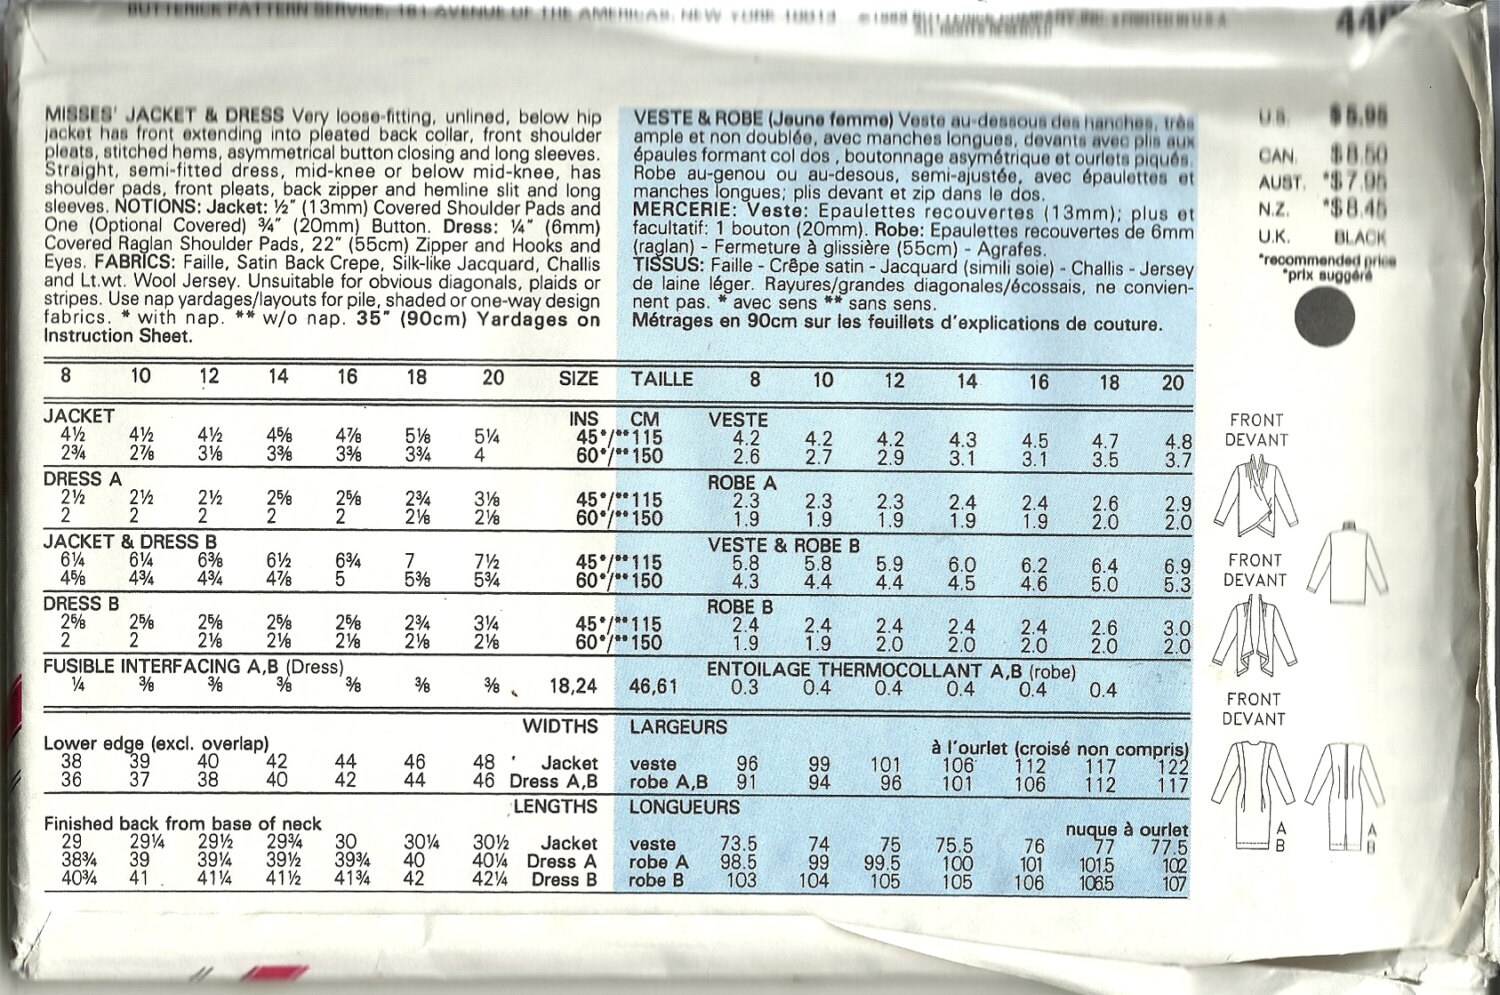 BUTTERICK PATTERN SERVICE, 161 AVENUE OF THE AMERICAS, NEW YORK 10013
ALL RIGHTS RESERVED
MISSES' JACKET & DRESS Very loose-fitting, unlined, below hip
jacket has front extending into pleated back collar, front shoulder
pleats, stitched hems, asymmetrical button closing and long sleeves.
Straight, semi-fitted dress, mid-knee or below mid-knee, has
shoulder pads, front pleats, back zipper and hemline slit and long
sleeves. NOTIONS: Jacket: ½" (13mm) Covered Shoulder Pads and
One (Optional Covered) ¾" (20mm) Button. Dress: ¼" (6mm)
Covered Raglan Shoulder Pads, 22" (55cm) Zipper and Hooks and
Eyes. FABRICS: Faille, Satin Back Crepe, Silk-like Jacquard, Challis
and Lt.wt. Wool Jersey. Unsuitable for obvious diagonals, plaids or
stripes. Use nap yardages/layouts for pile, shaded or one-way design
fabrics. * with nap. ** w/o nap. 35" (90cm) Yardages on
Instruction Sheet.
VESTE & ROBE (Jeune femme) Veste au-dessous des hanches, très
ample et non doublée, avec manches longues, devants avec plis aux
épaules formant col dos , boutonnage asymétrique et ourlets piqués.
Robe au-genou ou au-desous, semi-ajustée, avec épaulettes et
manches longues; plis devant et zip dans le dos.
MERCERIE: Veste: Epaulettes recouvertes (13mm); plus et
facultatif: 1 bouton (20mm). Robe: Epaulettes recouvertes de 6mm
(raglan) - Fermeture à glissière (55cm) - Agrafes.
TISSUS: Faille - Crêpe satin - Jacquard (simili soie) - Challis - Jersey
de laine léger. Rayures/grandes diagonales/écossais, ne convien-
nent pas. * avec sens ** sans sens.
Métrages en 90cm sur les feuillets d'explications de couture.
U.S. $5.95
CAN. $8.50
AUST. *$7.95
N.Z. *$8.45
U.K. BLACK
*recommended price
*prix suggéré
8 10 12 14 16 18 20 SIZE TAILLE 8 10 12 14 16 18 20
JACKET INS CM VESTE
4½ 4½ 4½ 4⅝ 4⅞ 5⅛ 5¼ 45*/**115 4.2 4.2 4.2 4.3 4.5 4.7 4.8
2¾ 2⅞ 3⅛ 3⅜ 3⅜ 3¾ 4 60*/**150 2.6 2.7 2.9 3.1 3.1 3.5 3.7
DRESS A ROBE A
2½ 2½ 2½ 2⅝ 2⅝ 2¾ 3⅛ 45*/**115 2.3 2.3 2.3 2.4 2.4 2.6 2.9
2 2 2 2 2 2⅛ 2⅛ 60*/**150 1.9 1.9 1.9 1.9 1.9 2.0 2.0
JACKET & DRESS B VESTE & ROBE B
6¼ 6¼ 6⅜ 6½ 6¾ 7 7½ 45*/**115 5.8 5.8 5.9 6.0 6.2 6.4 6.9
4⅝ 4¾ 4¾ 4⅞ 5 5⅜ 5¾ 60*/**150 4.3 4.4 4.4 4.5 4.6 5.0 5.3
DRESS B ROBE B
2⅝ 2⅝ 2⅝ 2⅝ 2⅝ 2¾ 3¼ 45*/**115 2.4 2.4 2.4 2.4 2.4 2.6 3.0
2 2 2⅛ 2⅛ 2⅛ 2⅛ 2⅛ 60*/**150 1.9 1.9 2.0 2.0 2.0 2.0 2.0
FUSIBLE INTERFACING A,B (Dress) ENTOILAGE THERMOCOLLANT A,B (robe)
¼ ⅜ ⅜ ⅜ ⅜ ⅜ ⅜ 18,24 46,61 0.3 0.4 0.4 0.4 0.4 0.4
WIDTHS LARGEURS
Lower edge (excl. overlap) à l'ourlet (croisé non compris)
38 39 40 42 44 46 48 Jacket veste 96 99 101 106 112 117 122
36 37 38 40 42 44 46 Dress A,B robe A,B 91 94 96 101 106 112 117
LENGTHS LONGUEURS
Finished back from base of neck nuque à ourlet
29 29¼ 29½ 29¾ 30 30¼ 30½ Jacket veste 73.5 74 75 75.5 76 77 77.5
38¾ 39 39¼ 39½ 39¾ 40 40¼ Dress A robe A 98.5 99 99.5 100 101 101.5 102
40¾ 41 41¼ 41½ 41¾ 42 42¼ Dress B robe B 103 104 105 105 106 106.5 107
FRONT
DEVANT
FRONT
DEVANT
FRONT
DEVANT
A
B
A
B